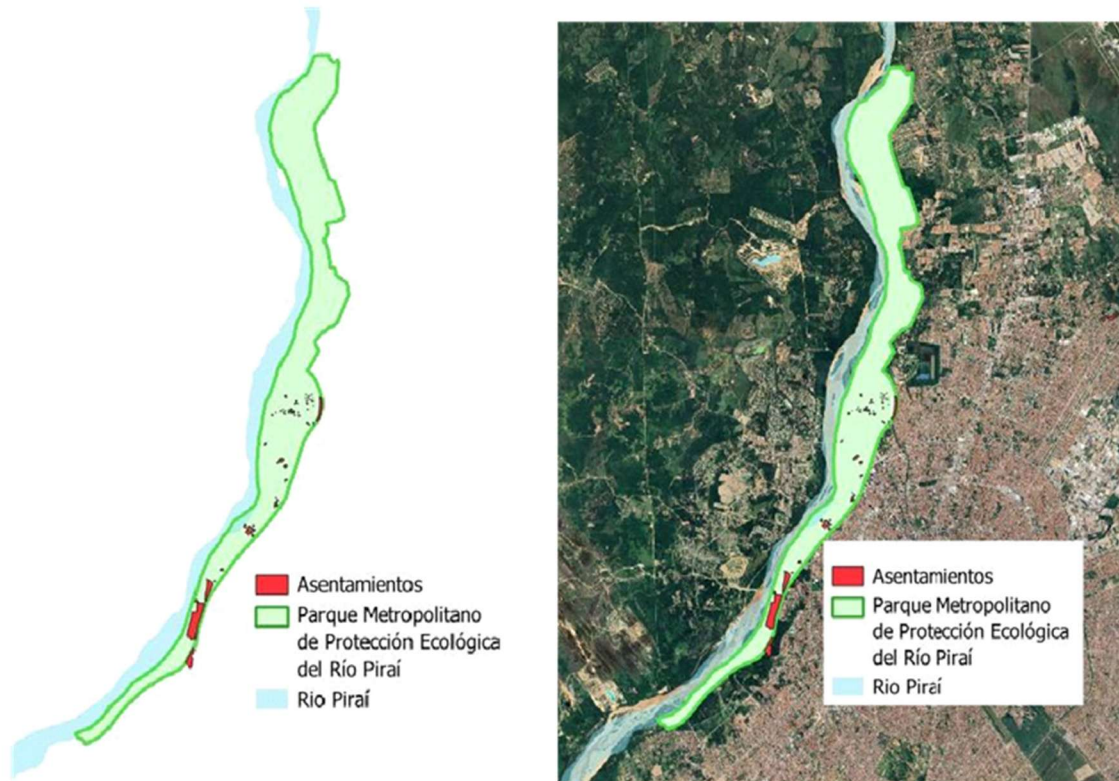 Asentamientos
Parque Metropolitano
de Protección Ecológica
del Río Piraí
Rio Piraí
Asentamientos
Parque Metropolitano
de Protección Ecológica
del Río Piraí
Rio Piraí